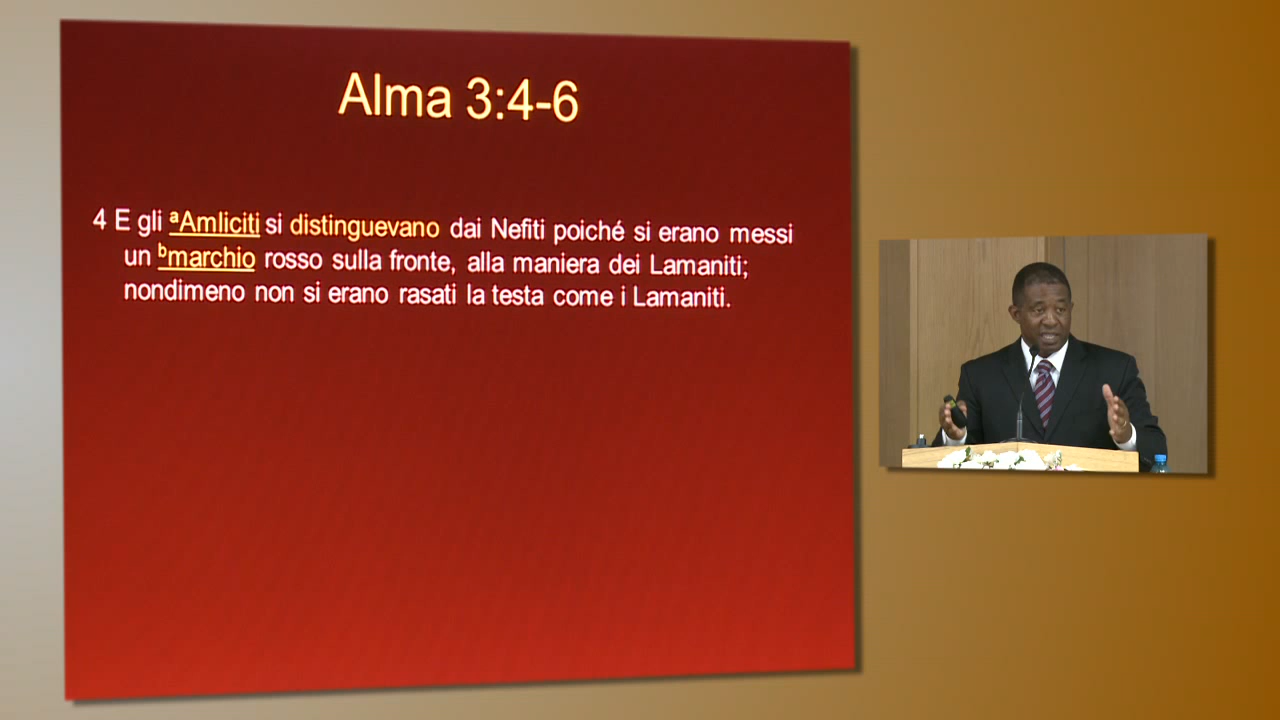 Alma 3:4-6
4 E gli ᵃAmliciti si distinguevano dai Nefiti poiché si erano messi
un ᵇmarchio rosso sulla fronte, alla maniera dei Lamaniti;
nondimeno non si erano rasati la testa come i Lamaniti.